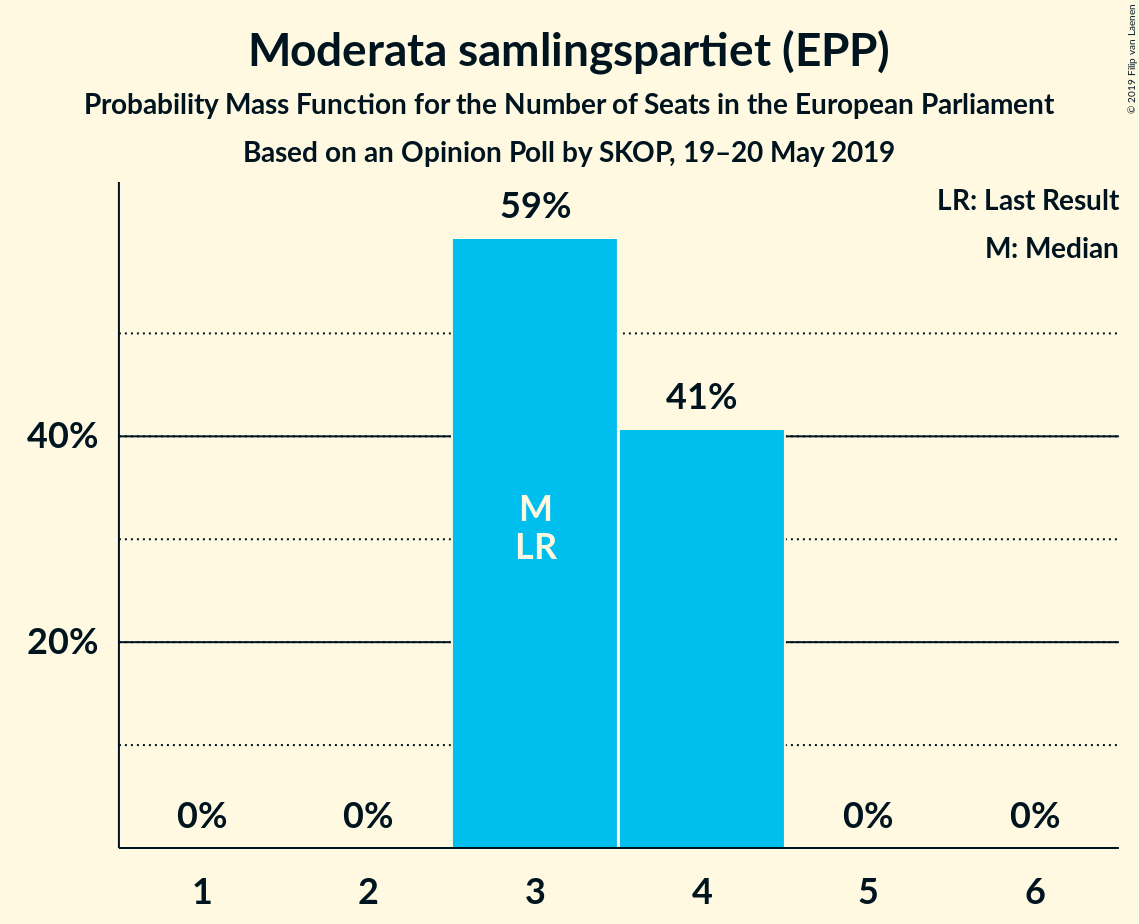 Moderata samlingspartiet (EPP)
Probability Mass Function for the Number of Seats in the European Parliament
Based on an Opinion Poll by SKOP, 19–20 May 2019
© 2019 Filip van Laenen
LR: Last Result
M: Median
59%
41%
40%
20%
M
LR
0%
0%
0%
0%
1
2
3
4
5
6